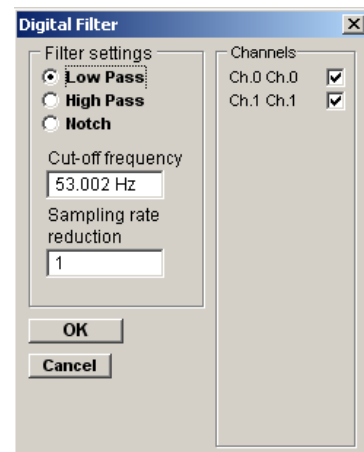 Digital Filter
Filter settings
Low Pass
High Pass
Notch
Cut-off frequency
53.002 Hz
Sampling rate
reduction
1
OK
Cancel
Channels
Ch.0 Ch.0
Ch.1 Ch.1